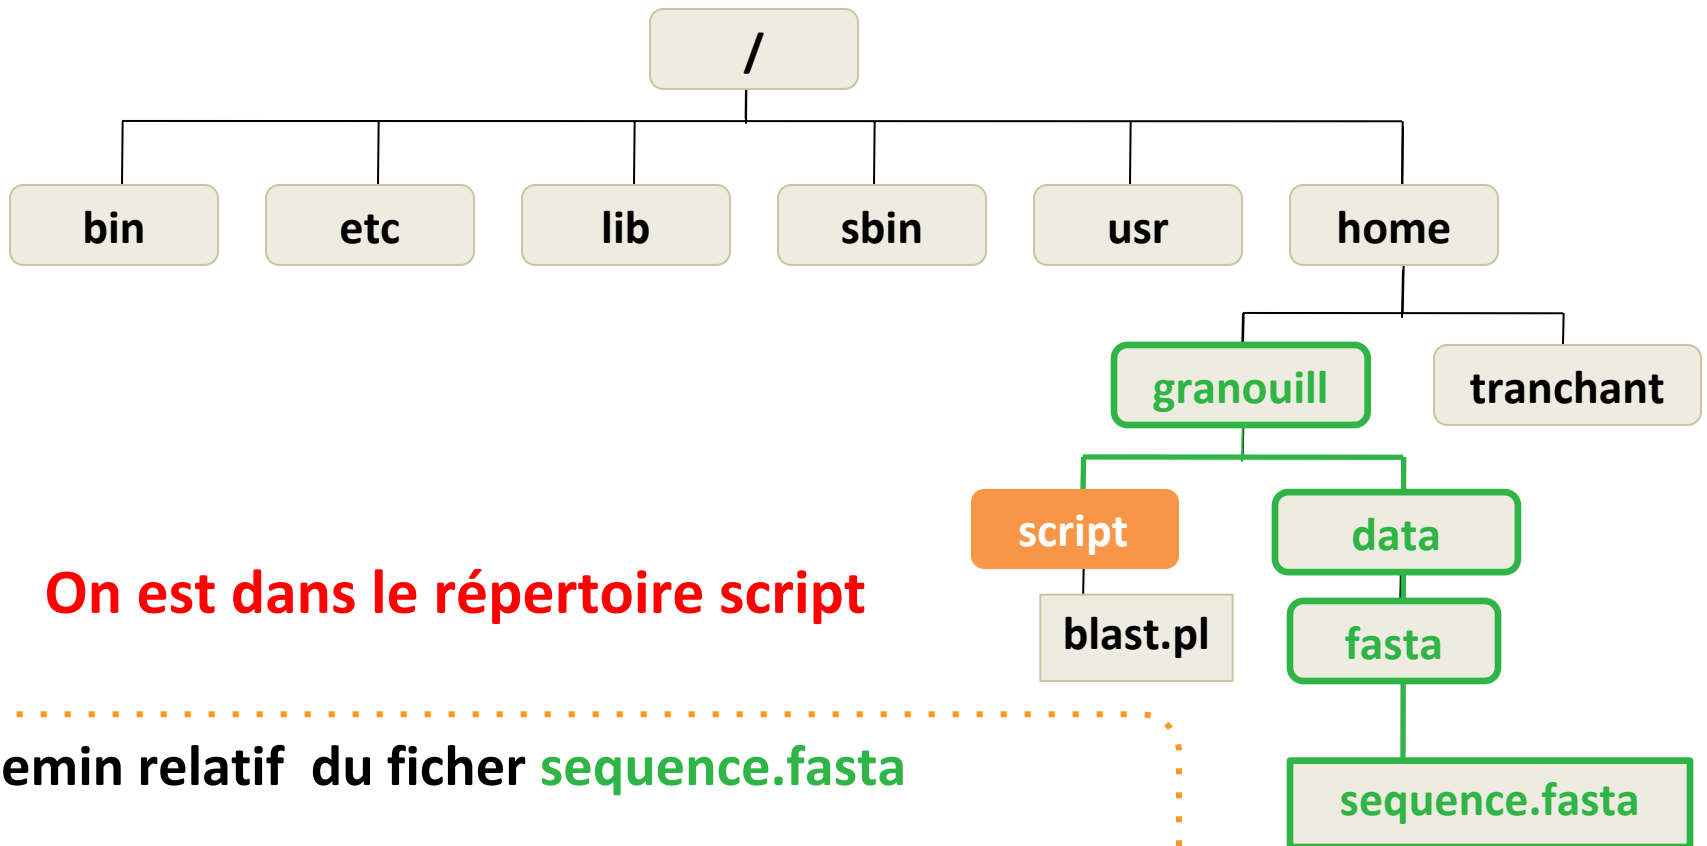 /
bin
etc
lib
sbin
usr
home
granouill
tranchant
script
data
On est dans le répertoire script
blast.pl
fasta
emin relatif du ficher sequence.fasta
sequence.fasta